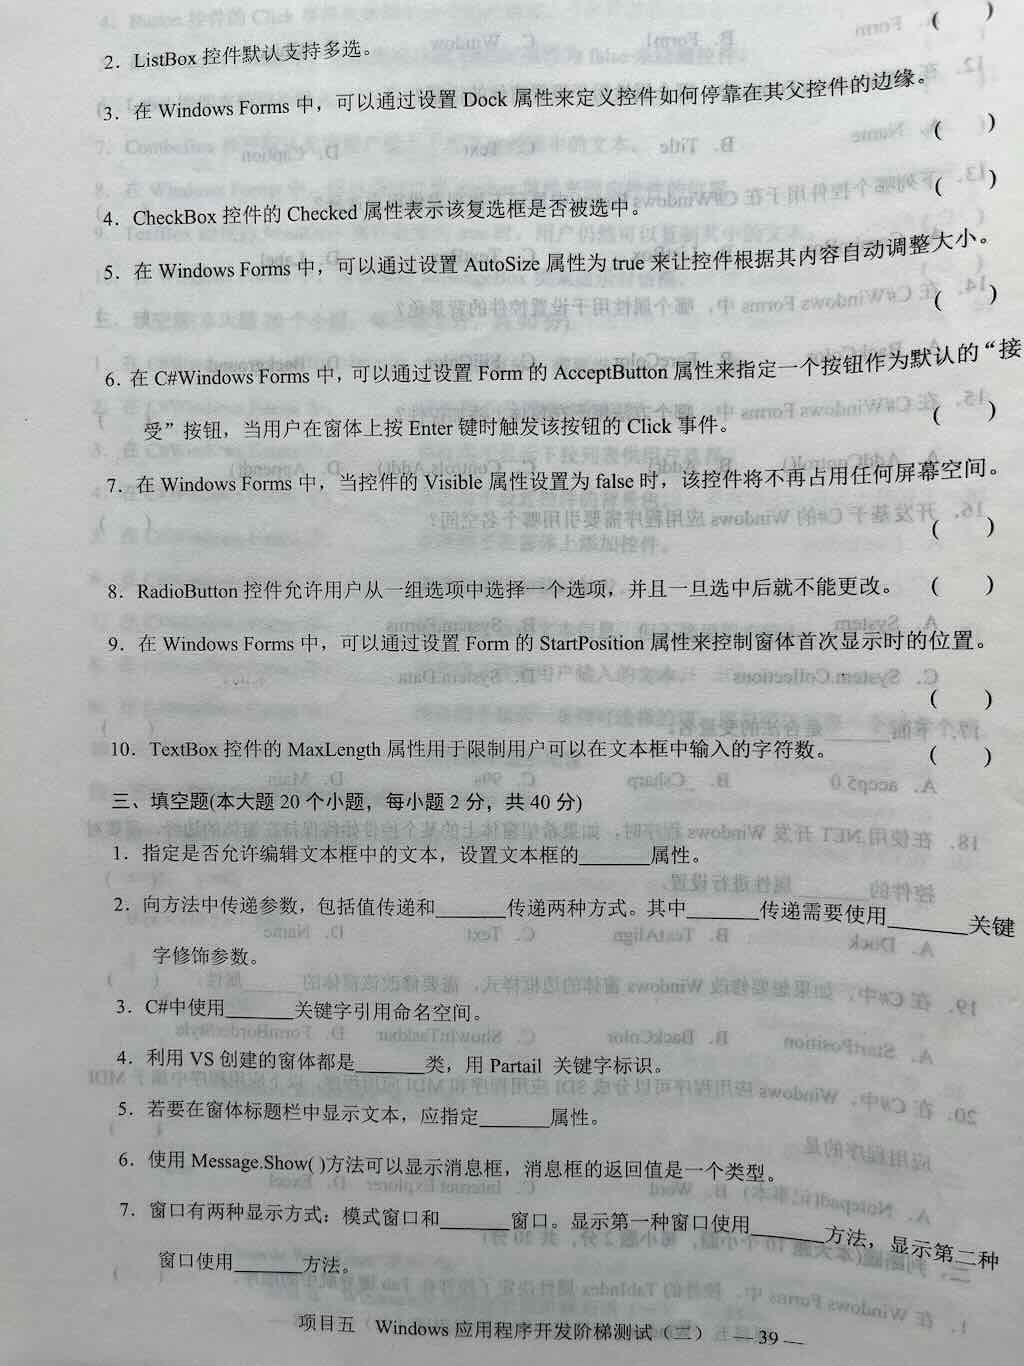 (    )
2. ListBox 控件默认支持多选。
3. 在 Windows Forms 中，可以通过设置 Dock 属性来定义控件如何停靠在其父控件的边缘。
(    )
(    )
4. CheckBox 控件的 Checked 属性表示该复选框是否被选中。
5. 在 Windows Forms 中，可以通过设置 AutoSize 属性为 true 来让控件根据其内容自动调整大小。
(    )
6. 在 C#Windows Forms 中，可以通过设置 Form 的 AcceptButton 属性来指定一个按钮作为默认的“接
受”按钮，当用户在窗体上按 Enter 键时触发该按钮的 Click 事件。 (    )
7. 在 Windows Forms 中，当控件的 Visible 属性设置为 false 时，该控件将不再占用任何屏幕空间。
(    )
8. RadioButton 控件允许用户从一组选项中选择一个选项，并且一旦选中后就不能更改。 (    )
9. 在 Windows Forms 中，可以通过设置 Form 的 StartPosition 属性来控制窗体首次显示时的位置。
(    )
10. TextBox 控件的 MaxLength 属性用于限制用户可以在文本框中输入的字符数。 (    )
三、填空题(本大题 20 个小题，每小题 2 分，共 40 分)
1. 指定是否允许编辑文本框中的文本，设置文本框的_______属性。
2. 向方法中传递参数，包括值传递和_______传递两种方式。其中_______传递需要使用________关键
字修饰参数。
3. C#中使用_______关键字引用命名空间。
4. 利用 VS 创建的窗体都是_______类，用 Partail 关键字标识。
5. 若要在窗体标题栏中显示文本，应指定_______属性。
6. 使用 Message.Show( )方法可以显示消息框，消息框的返回值是一个类型。
7. 窗口有两种显示方式：模式窗口和_______窗口。显示第一种窗口使用_______方法，显示第二种
窗口使用_______方法。
项目五 Windows 应用程序开发阶梯测试（二） — 39 —